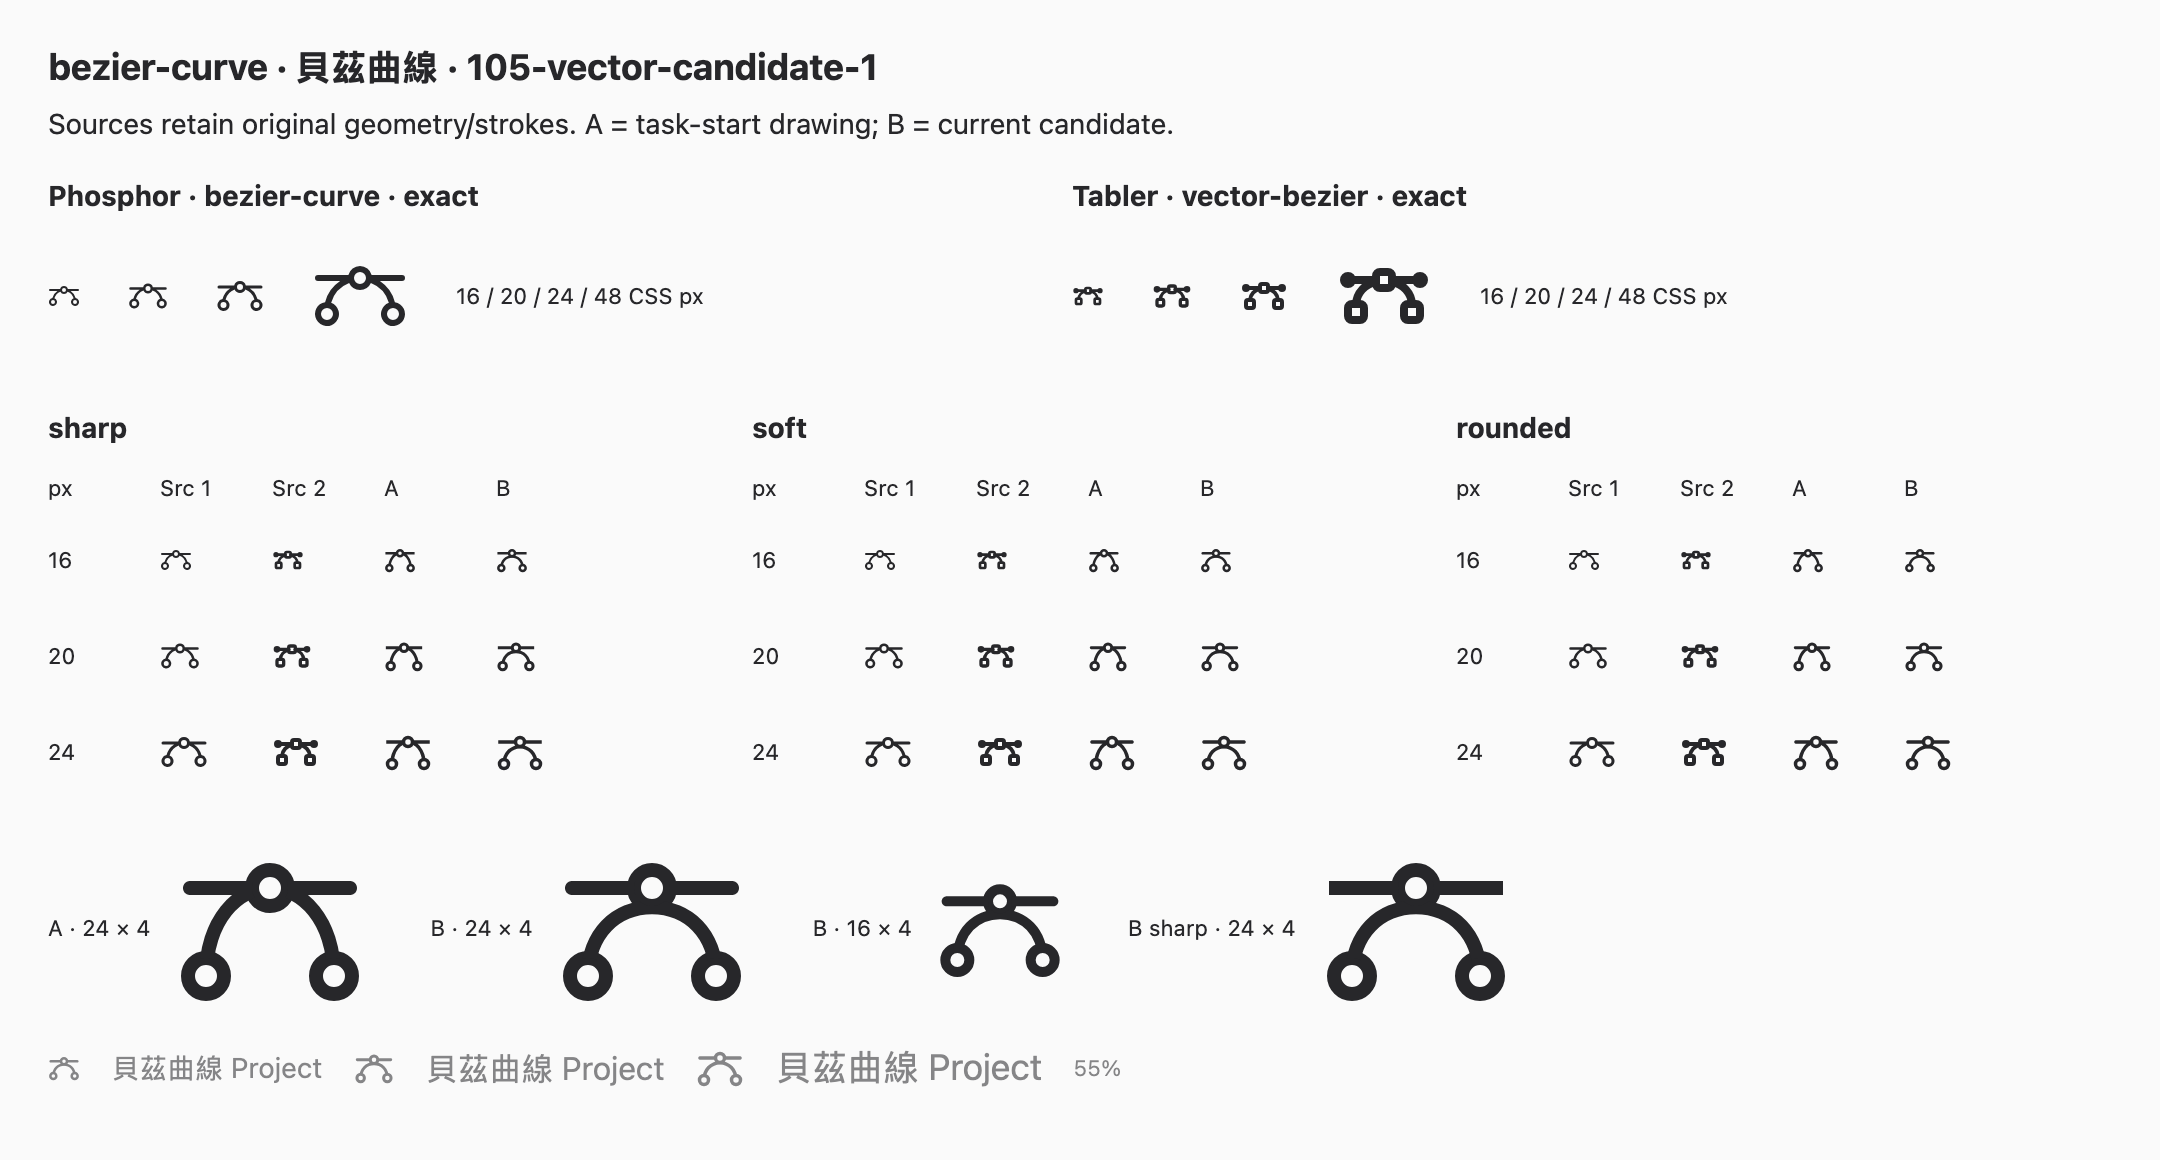 bezier-curve · 貝茲曲線 · 105-vector-candidate-1
Sources retain original geometry/strokes. A = task-start drawing; B = current candidate.
Phosphor · bezier-curve · exact
16 / 20 / 24 / 48 CSS px
Tabler · vector-bezier · exact
16 / 20 / 24 / 48 CSS px
sharp
px Src 1 Src 2 A B
16
20
24
soft
px Src 1 Src 2 A B
16
20
24
rounded
px Src 1 Src 2 A B
16
20
24
A · 24 × 4
B · 24 × 4
B · 16 × 4
B sharp · 24 × 4
貝茲曲線 Project 貝茲曲線 Project 貝茲曲線 Project 55%